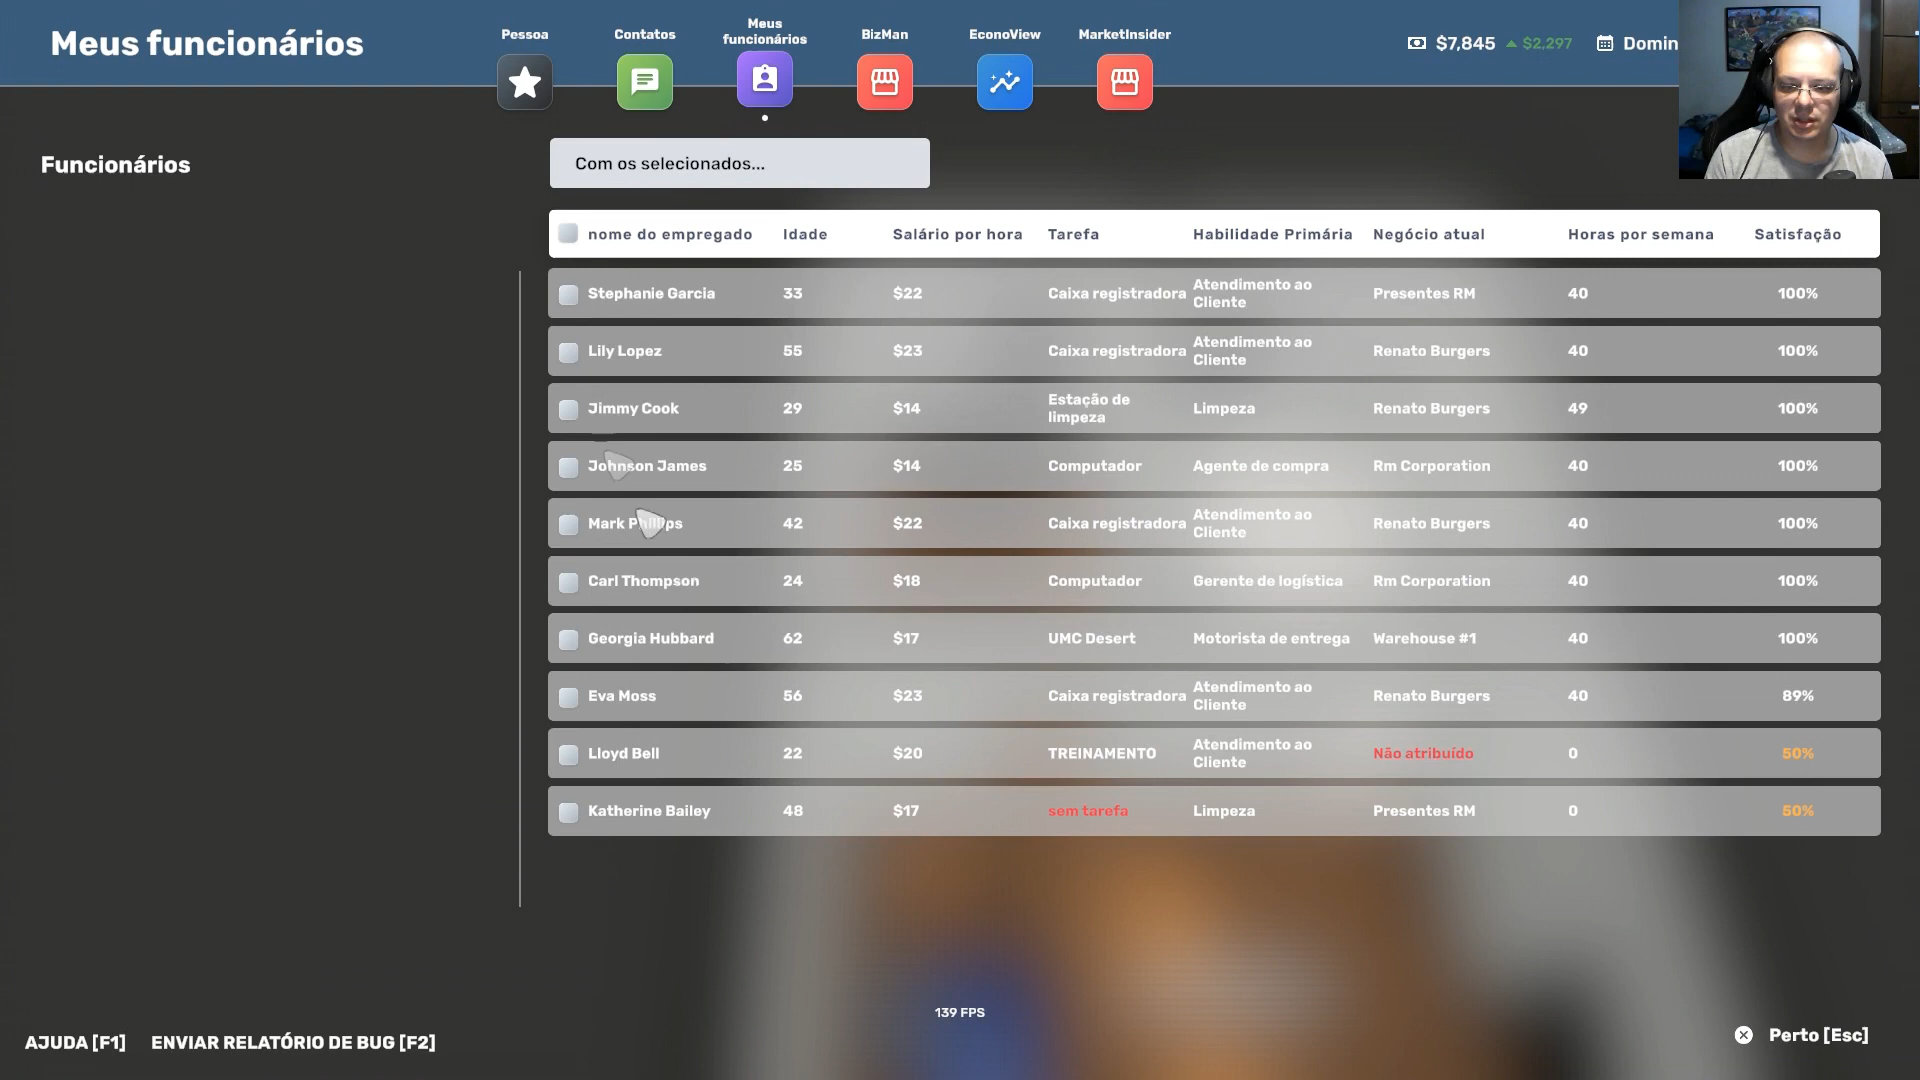 Meus funcionários
Pessoa
Contatos
Meus
funcionários
BizMan
EconoView
MarketInsider
$7,845
$2,297
Domin
Funcionários
Com os selecionados...
nome do empregado Idade Salário por hora Tarefa Habilidade Primária Negócio atual Horas por semana Satisfação
Stephanie Garcia 33 $22 Caixa registradora Atendimento ao Cliente Presentes RM 40 100%
Lily Lopez 55 $23 Caixa registradora Atendimento ao Cliente Renato Burgers 40 100%
Jimmy Cook 29 $14 Estação de limpeza Limpeza Renato Burgers 49 100%
Johnson James 25 $14 Computador Agente de compra Rm Corporation 40 100%
Mark Phillips 42 $22 Caixa registradora Atendimento ao Cliente Renato Burgers 40 100%
Carl Thompson 24 $18 Computador Gerente de logística Rm Corporation 40 100%
Georgia Hubbard 62 $17 UMC Desert Motorista de entrega Warehouse #1 40 100%
Eva Moss 56 $23 Caixa registradora Atendimento ao Cliente Renato Burgers 40 89%
Lloyd Bell 22 $20 TREINAMENTO Atendimento ao Cliente Não atribuído 0 50%
Katherine Bailey 48 $17 sem tarefa Limpeza Presentes RM 0 50%
139 FPS
AJUDA [F1] ENVIAR RELATÓRIO DE BUG [F2]
Perto [Esc]